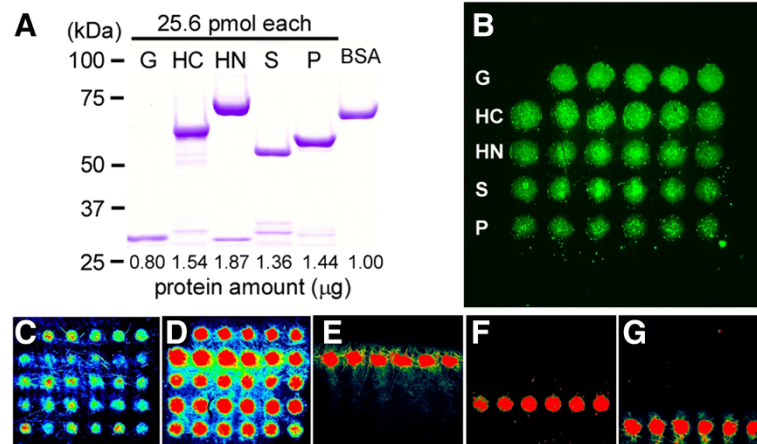 A
(kDa)
25.6 pmol each
G HC HN S P BSA
100
75
50
37
25
0.80 1.54 1.87 1.36 1.44 1.00
protein amount (μg)
B
G
HC
HN
S
P
C D E F G